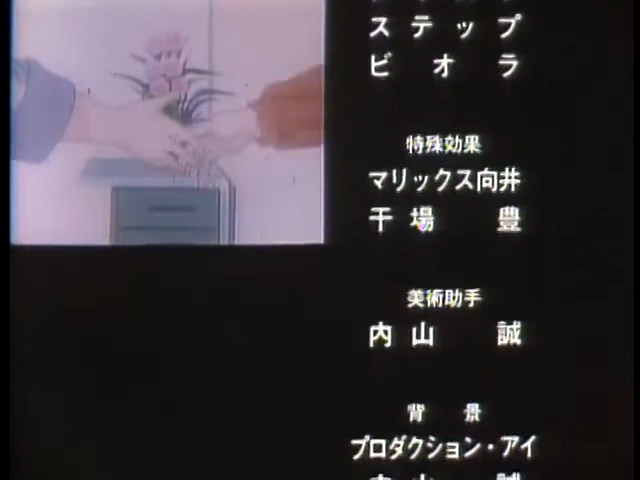 ステップ
ビオラ
特殊効果
マリックス向井
干場 豊
美術助手
内山 誠
背景
プロダクション・アイ